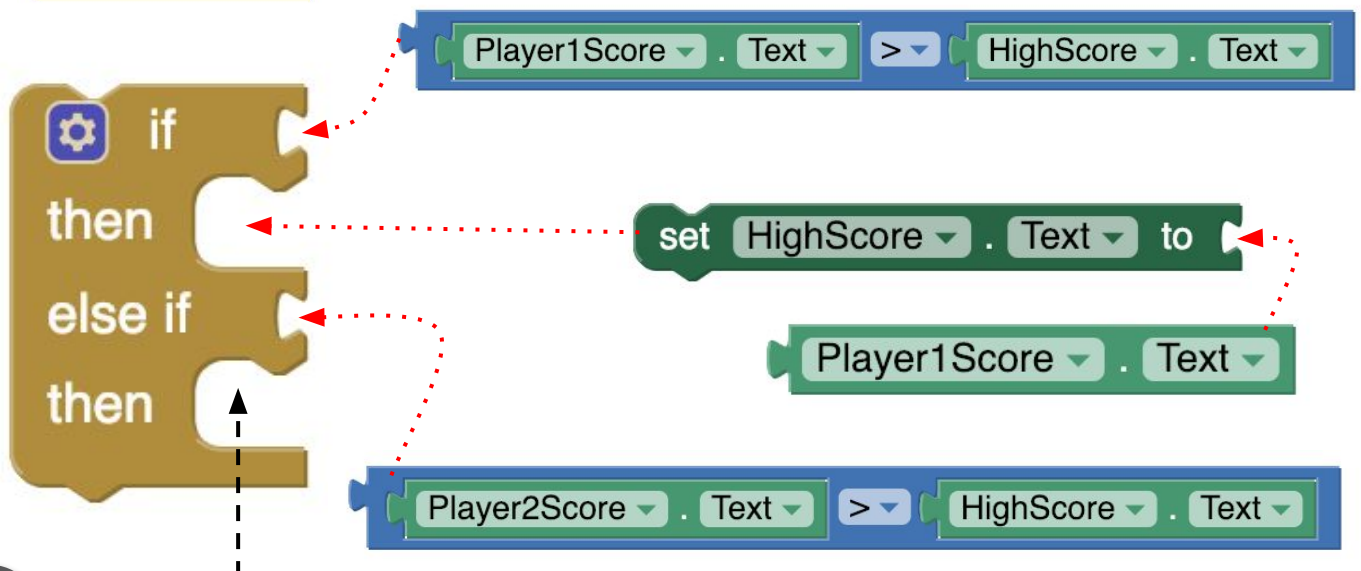 Player1Score . Text > HighScore . Text
if
then
set HighScore . Text to
else if
Player1Score . Text
then
Player2Score . Text > HighScore . Text